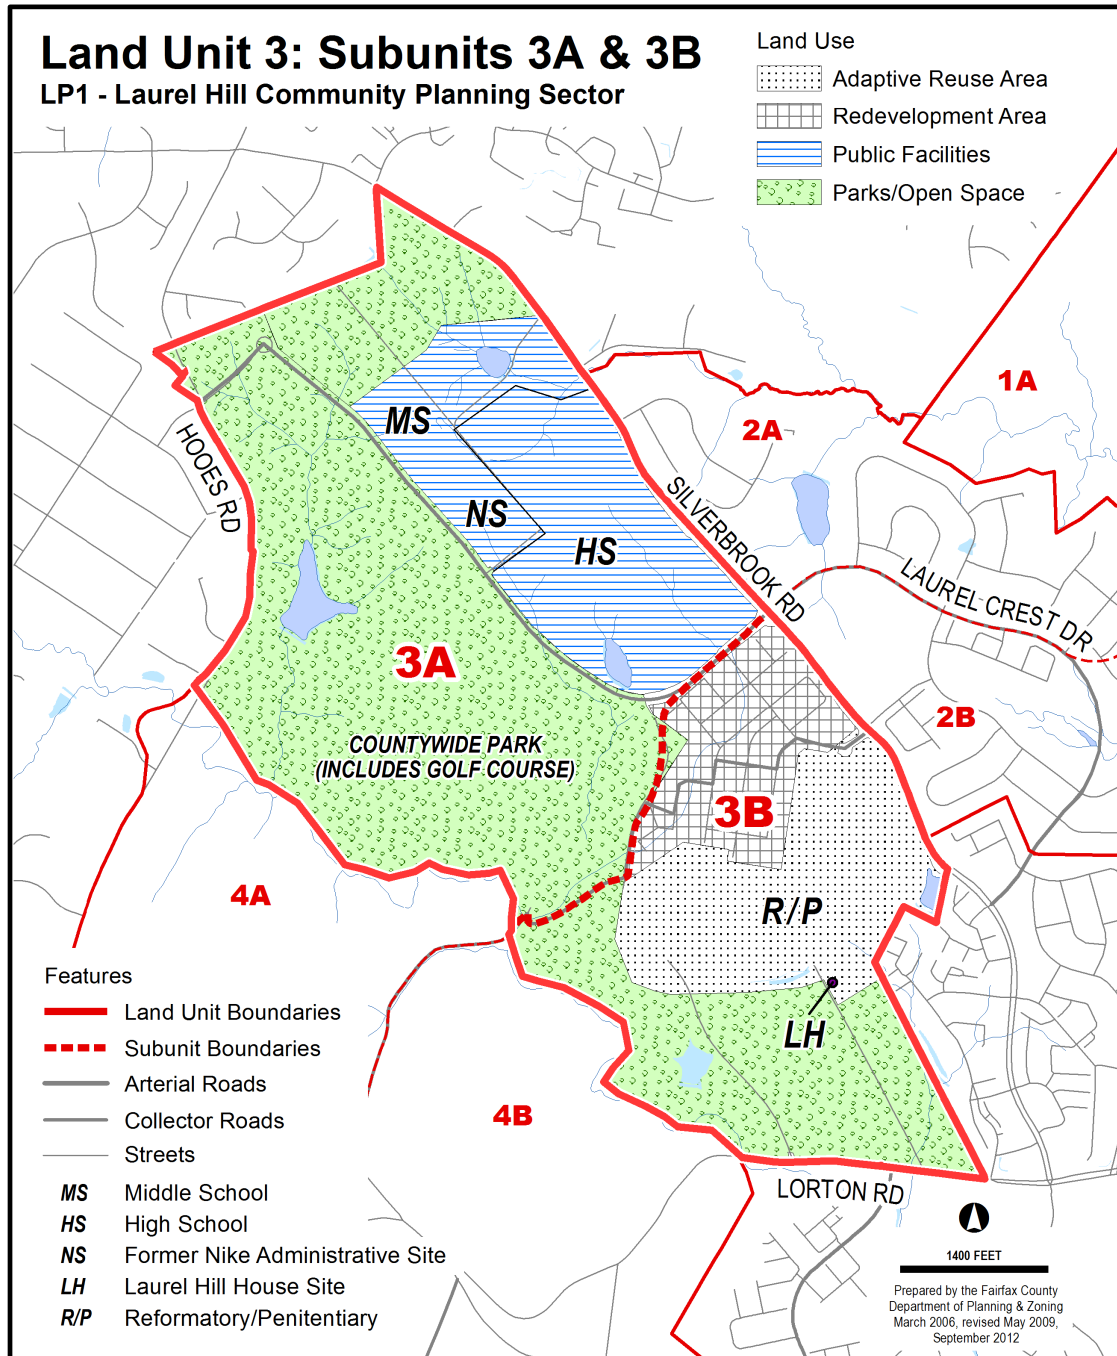 Land Unit 3: Subunits 3A & 3B
LP1 - Laurel Hill Community Planning Sector
Land Use
Adaptive Reuse Area
Redevelopment Area
Public Facilities
Parks/Open Space
1A
2A
MS
HOOES RD
NS
HS
SILVERBROOK RD
LAUREL CREST DR
3A
2B
COUNTYWIDE PARK
(INCLUDES GOLF COURSE)
3B
4A
R/P
LH
4B
LORTON RD
Features
Land Unit Boundaries
Subunit Boundaries
Arterial Roads
Collector Roads
Streets
MS Middle School
HS High School
NS Former Nike Administrative Site
LH Laurel Hill House Site
R/P Reformatory/Penitentiary
1400 FEET
Prepared by the Fairfax County
Department of Planning & Zoning
March 2006, revised May 2009,
September 2012